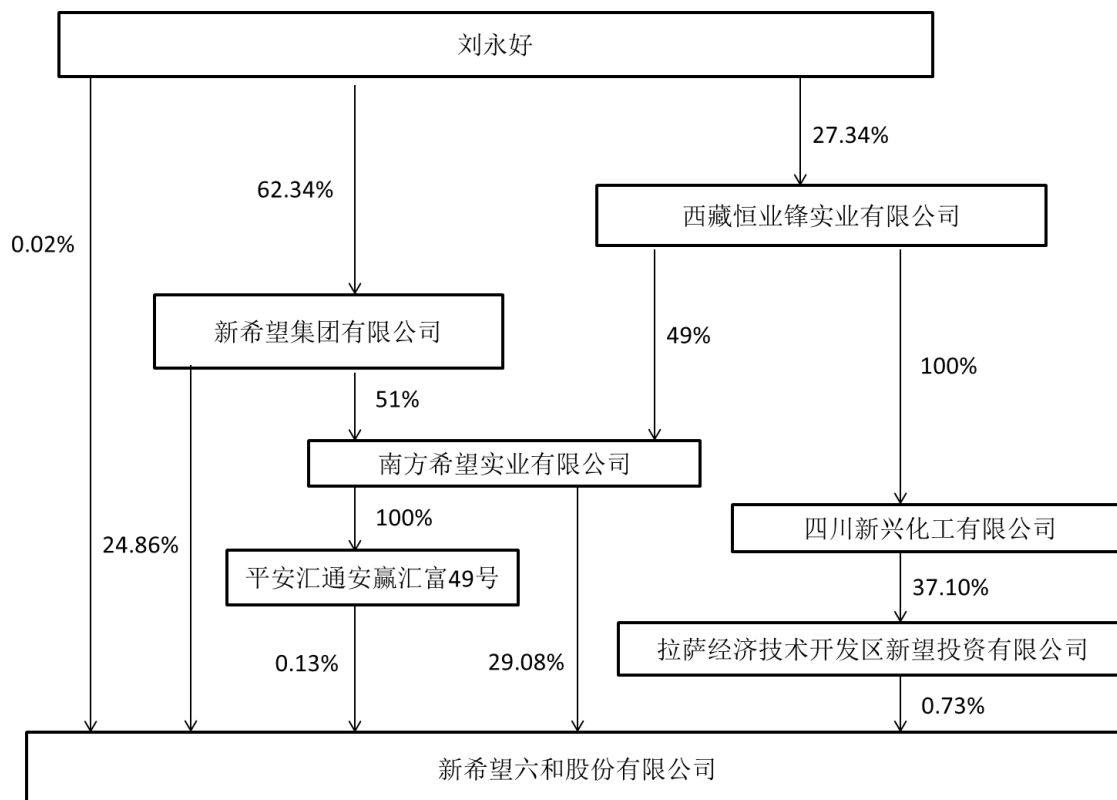 刘永好
27.34%
62.34%
西藏恒业锋实业有限公司
0.02%
新希望集团有限公司
49%
100%
51%
南方希望实业有限公司
100%
四川新兴化工有限公司
24.86%
平安汇通安赢汇富49号
37.10%
拉萨经济技术开发区新望投资有限公司
0.13%
29.08%
0.73%
新希望六和股份有限公司